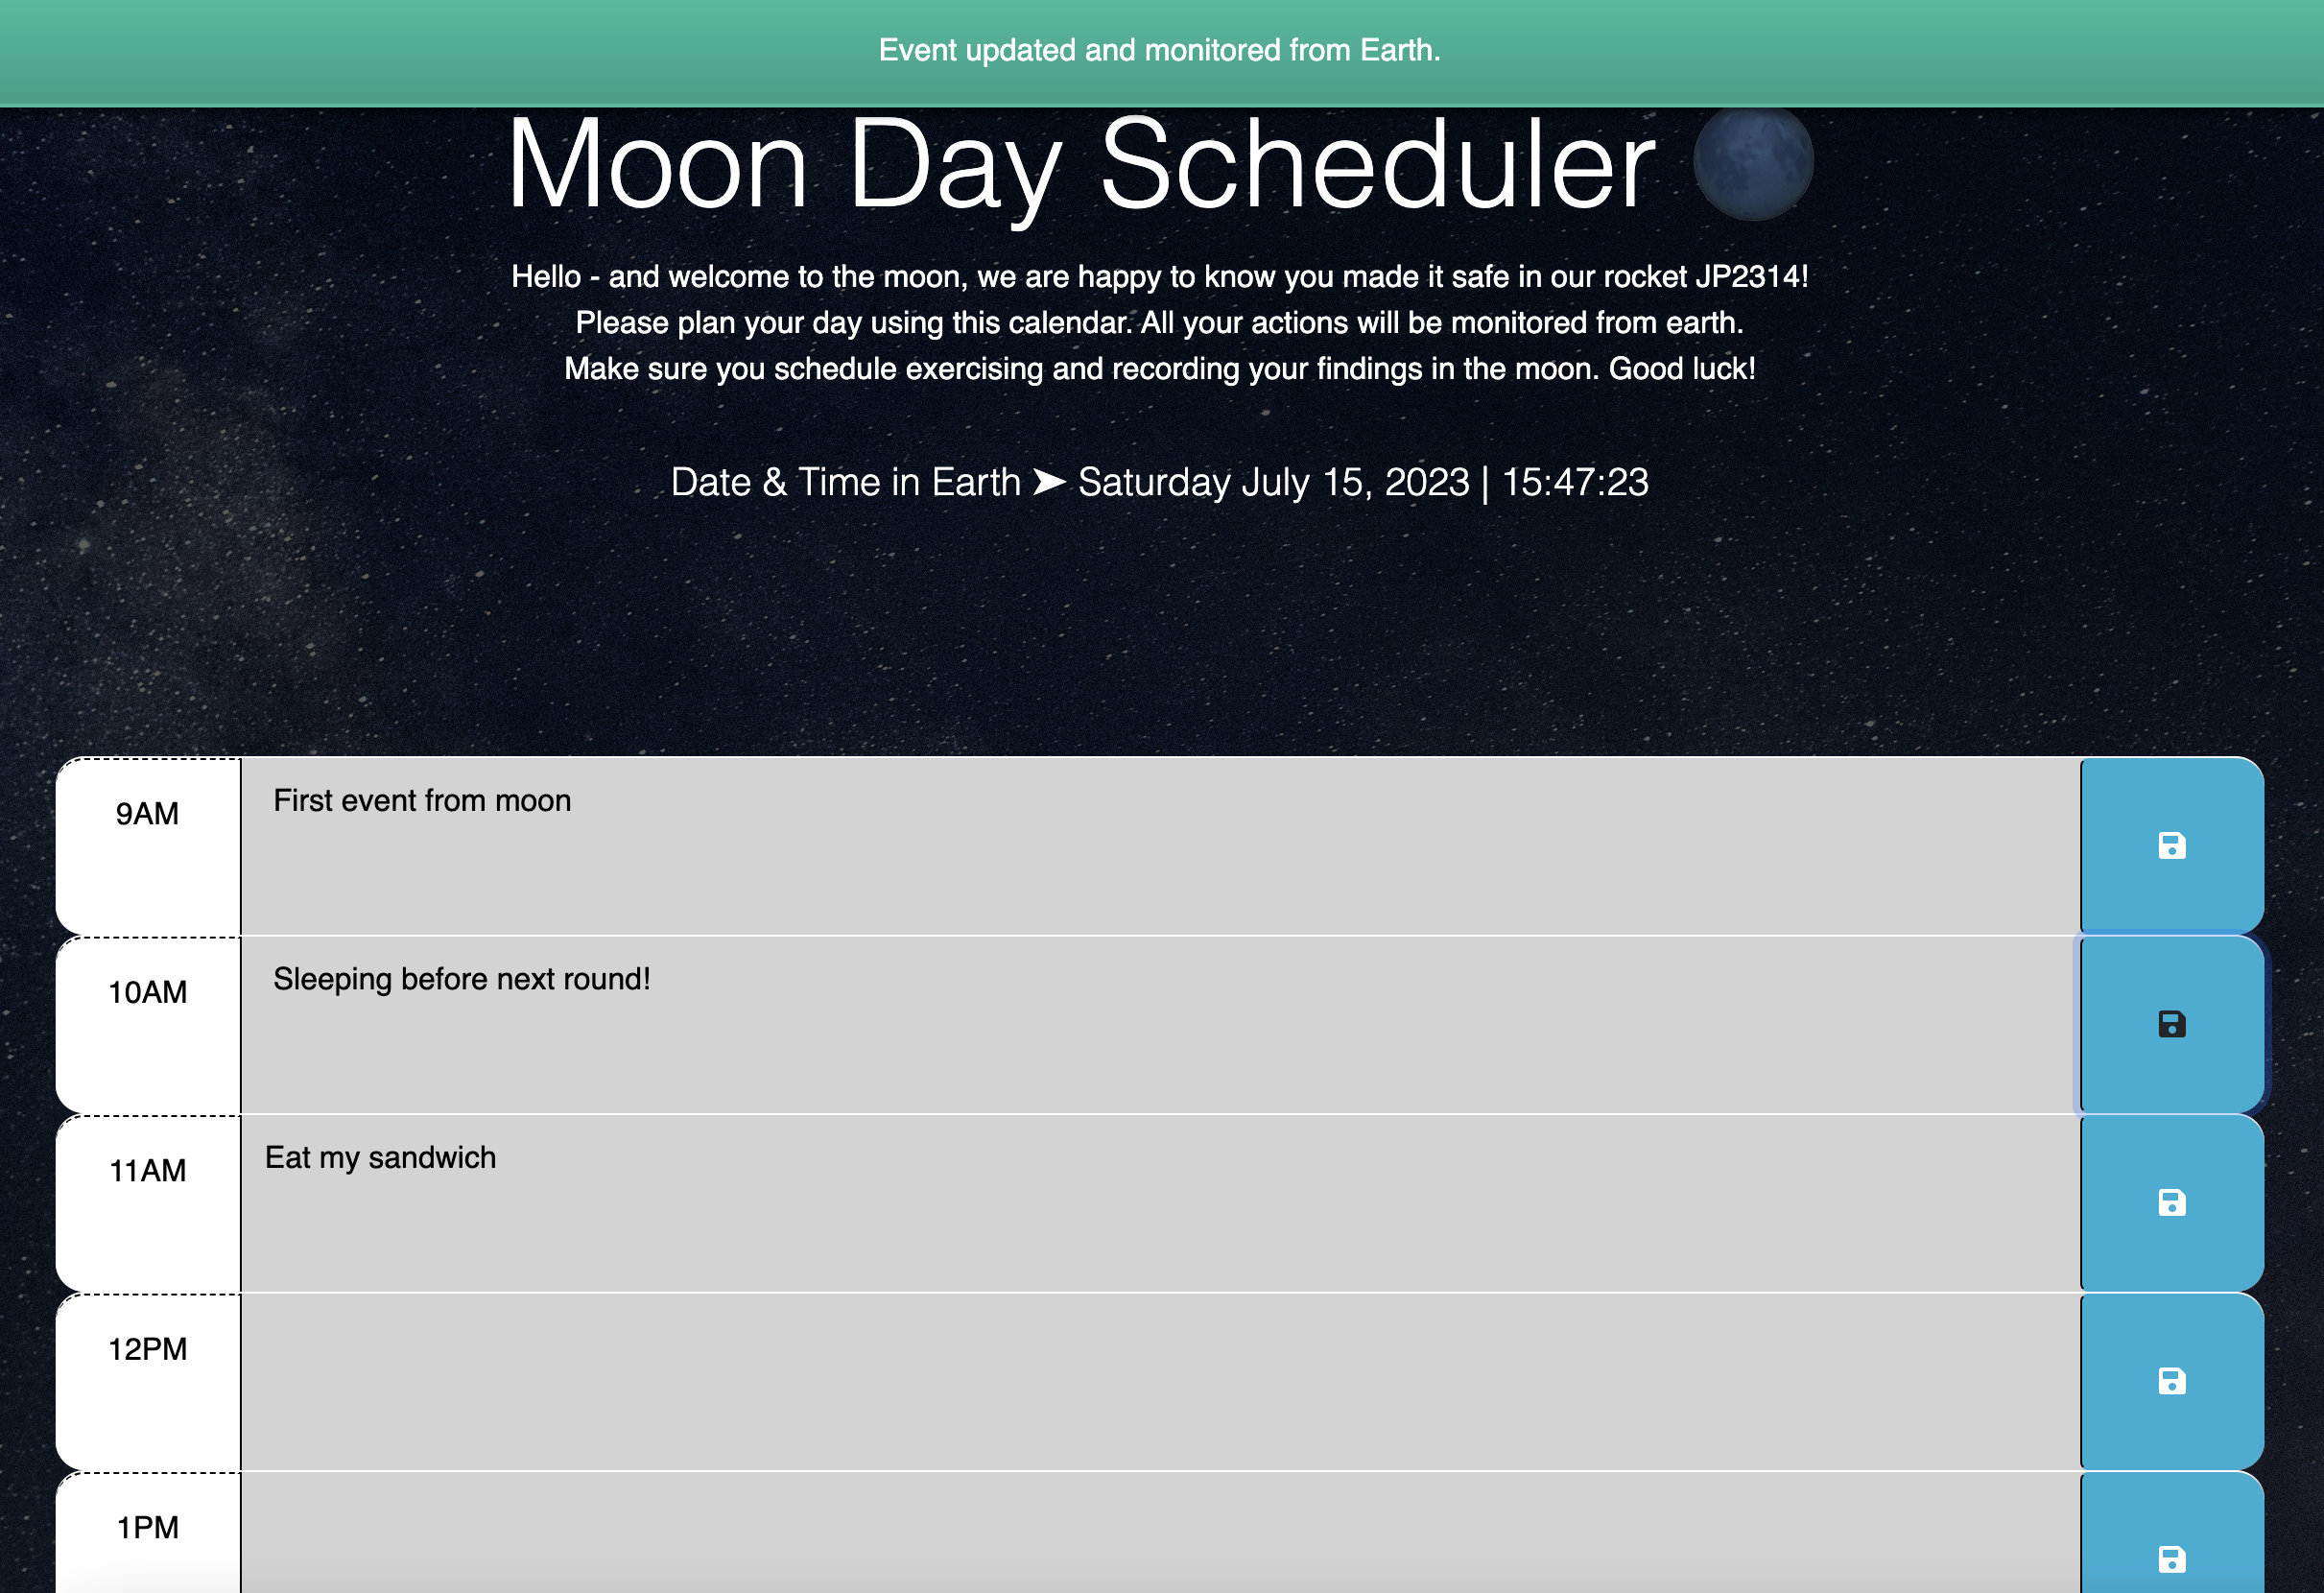 Event updated and monitored from Earth.
Moon Day Scheduler
Hello - and welcome to the moon, we are happy to know you made it safe in our rocket JP2314!
Please plan your day using this calendar. All your actions will be monitored from earth.
Make sure you schedule exercising and recording your findings in the moon. Good luck!
Date & Time in Earth ➤ Saturday July 15, 2023 | 15:47:23
9AM First event from moon
10AM Sleeping before next round!
11AM Eat my sandwich
12PM
1PM